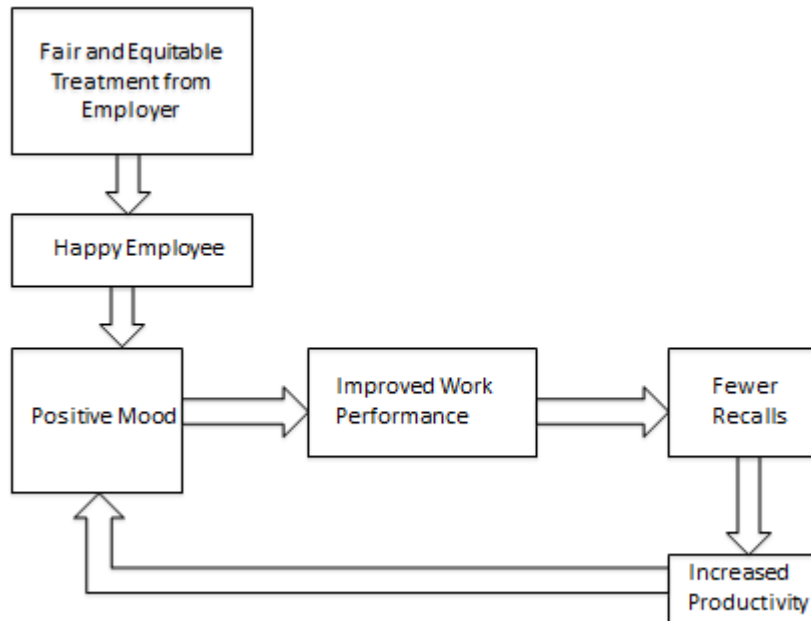 Fair and Equitable
Treatment from
Employer
Happy Employee
Positive Mood
Improved Work
Performance
Fewer
Recalls
Increased
Productivity